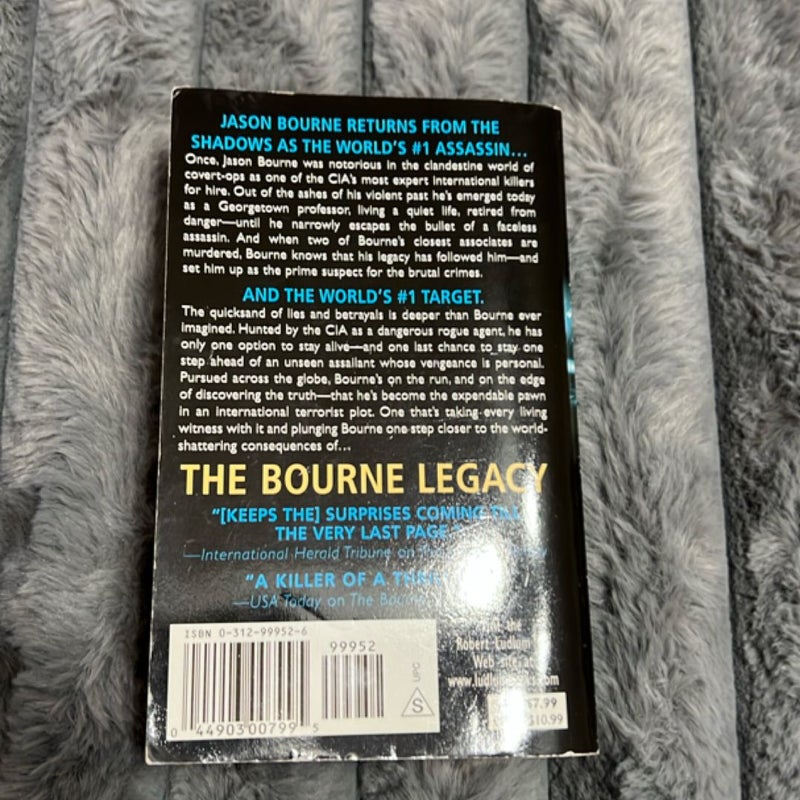 JASON BOURNE RETURNS FROM THE
SHADOWS AS THE WORLD'S #1 ASSASSIN...
Once, Jason Bourne was notorious in the clandestine world of
covert-ops as one of the CIA's most expert international killers
for hire. Out of the ashes of his violent past he's emerged today
as a Georgetown professor, living a quiet life, retired from
danger—until he narrowly escapes the bullet of a faceless
assassin. And when two of Bourne's closest associates are
murdered, Bourne knows that his legacy has followed him—and
set him up as the prime suspect for the brutal crimes.
AND THE WORLD'S #1 TARGET.
The quicksand of lies and betrayals is deeper than Bourne ever
imagined. Hunted by the CIA as a dangerous rogue agent, he has
only one option to stay alive—and one last chance to stay one
step ahead of an unseen assailant whose vengeance is personal.
Pursued across the globe, Bourne's on the run, and on the edge
of discovering the truth—that he's become the expendable pawn
in an international terrorist plot. One that's taking every living
witness with it and plunging Bourne one step closer to the world-
shattering consequences of...
THE BOURNE LEGACY
"[KEEPS THE] SURPRISES COMING TILL
THE VERY LAST PAGE."
—International Herald Tribune on
"A KILLER OF A
—USA Today on The
the
Robert Ludlum
Web site at
ISBN 0-312-99952-6
99952
UPC
S
0 44903 00799 5
$7.99
$10.99